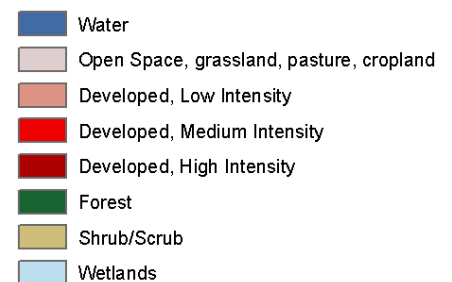 Water
Open Space, grassland, pasture, cropland
Developed, Low Intensity
Developed, Medium Intensity
Developed, High Intensity
Forest
Shrub/Scrub
Wetlands